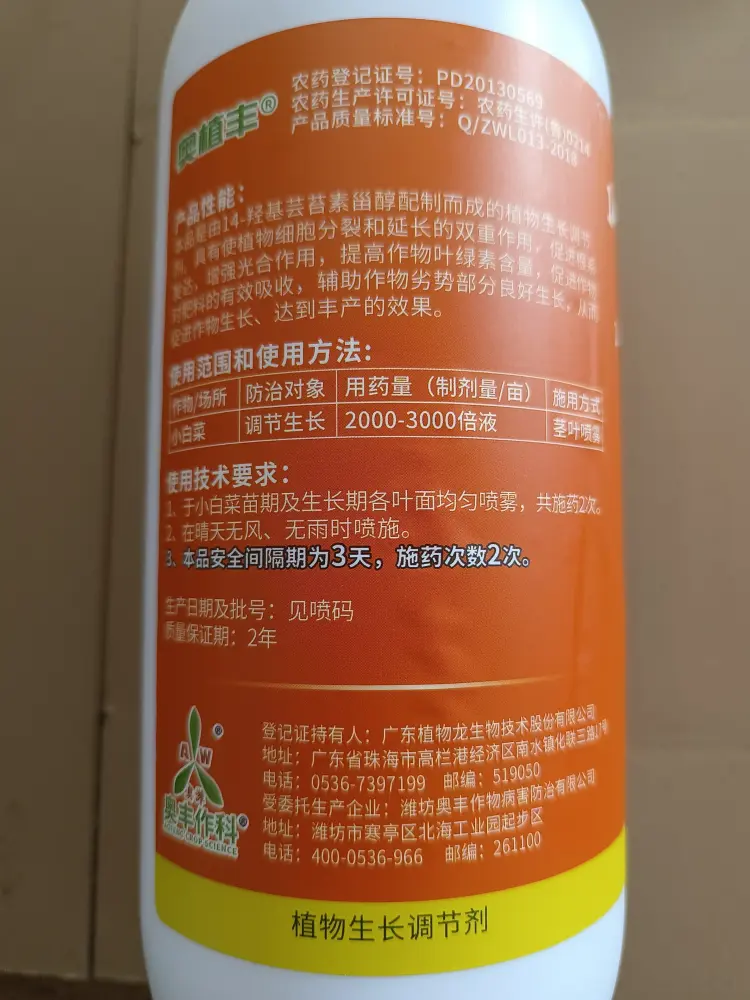 奥植丰®
农药登记证号：PD20130569
农药生产许可证号：农药生许(鲁)0214
产品质量标准号：Q/ZWL013-2018
产品性能：
本品是由14-羟基芸苔素甾醇配制而成的植物生长调节
剂，具有使植物细胞分裂和延长的双重作用，促进根系
发达，增强光合作用，提高作物叶绿素含量，促进作物
对肥料的有效吸收，辅助作物劣势部分良好生长，从而
促进作物生长、达到丰产的效果。
使用范围和使用方法：
作物/场所 防治对象 用药量（制剂量/亩） 施用方式
小白菜 调节生长 2000-3000倍液 茎叶喷雾
使用技术要求：
1、于小白菜苗期及生长期各叶面均匀喷雾，共施药2次。
2、在晴天无风、无雨时喷施。
3、本品安全间隔期为3天，施药次数2次。
生产日期及批号：见喷码
质量保证期：2年
登记证持有人：广东植物龙生物技术股份有限公司
地址：广东省珠海市高栏港经济区南水镇化联三路17号
电话：0536-7397199 邮编：519050
受委托生产企业：潍坊奥丰作物病害防治有限公司
地址：潍坊市寒亭区北海工业园起步区
电话：400-0536-966 邮编：261100
A W ®
奥丰作科®
CROP SCIENCE
植物生长调节剂